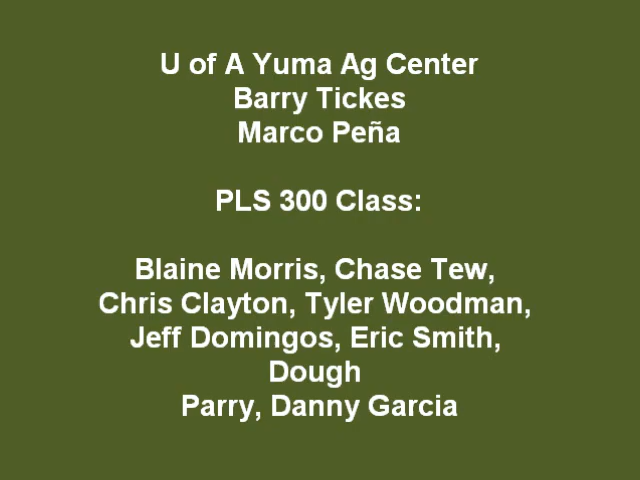 U of A Yuma Ag Center
Barry Tickes
Marco Peña
PLS 300 Class:
Blaine Morris, Chase Tew,
Chris Clayton, Tyler Woodman,
Jeff Domingos, Eric Smith,
Dough
Parry, Danny Garcia